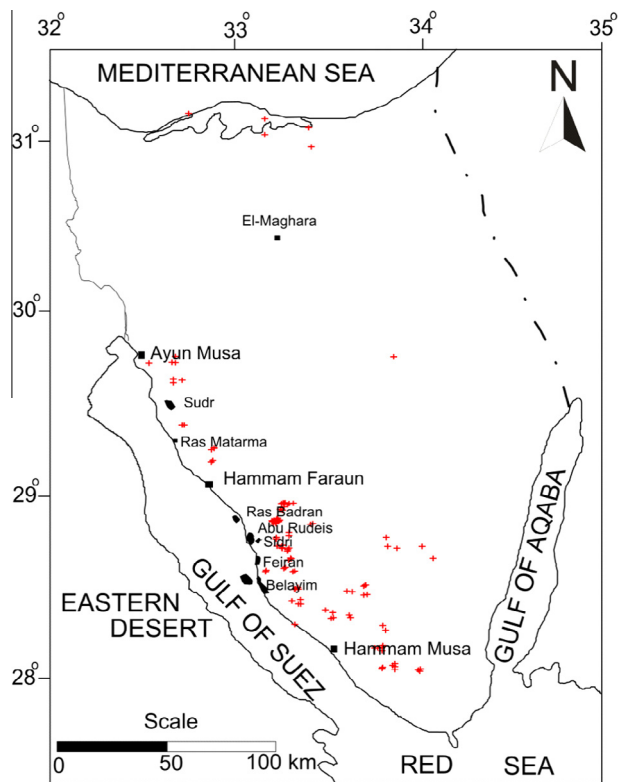 32° 33° 34° 35°
MEDITERRANEAN SEA
N
31°
El-Maghara
30°
Ayun Musa
Sudr
Ras Matarma
Hammam Faraun
29°
Ras Badran
Abu Rudeis
Sidri
Feiran
Belayim
GULF OF SUEZ
GULF OF AQABA
EASTERN
DESERT
Hammam Musa
28°
Scale
0 50 100 km
RED SEA